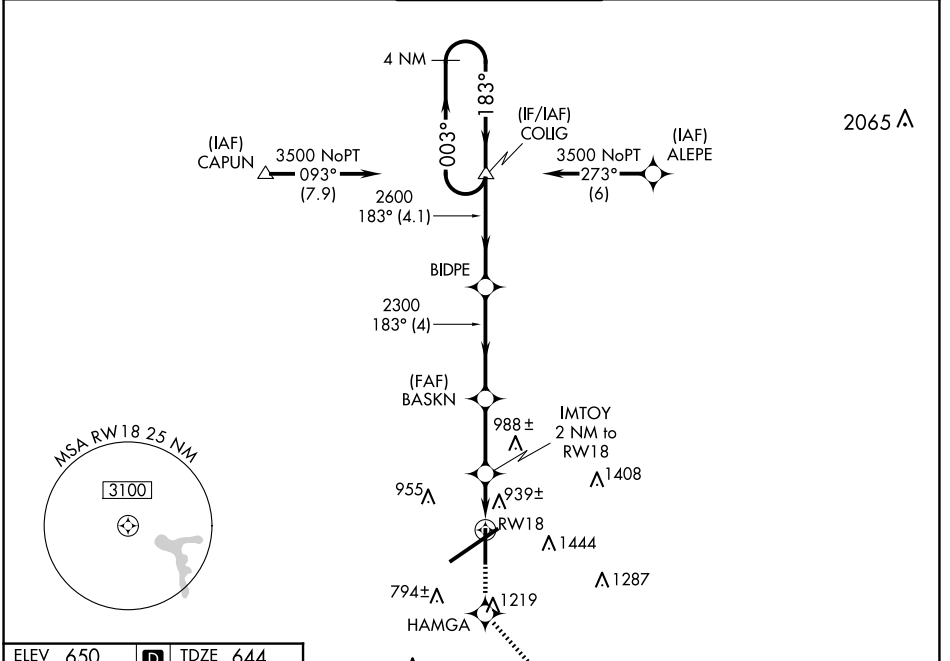 4 NM
183°
003°
(IF/IAF)
COLIG
2065
(IAF)
CAPUN
3500 NoPT
093°
(7.9)
3500 NoPT
273°
(6)
(IAF)
ALEPE
2600
183° (4.1)
BIDPE
2300
183° (4)
(FAF)
BASKN
988±
IMTOY
2 NM to
RW18
1408
955
939±
RW18
1444
1287
794±
1219
HAMGA
MSA RW18 25 NM
3100
ELEV 650 D TDZE 644